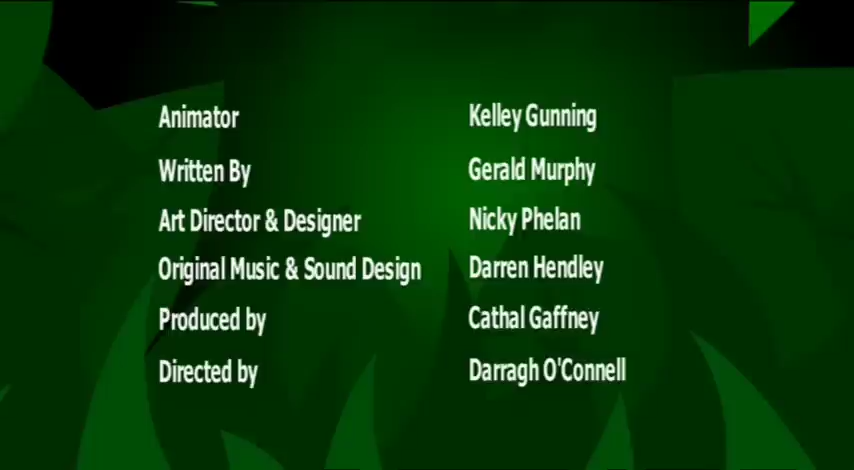 Animator Kelley Gunning
Written By Gerald Murphy
Art Director & Designer Nicky Phelan
Original Music & Sound Design Darren Hendley
Produced by Cathal Gaffney
Directed by Darragh O'Connell